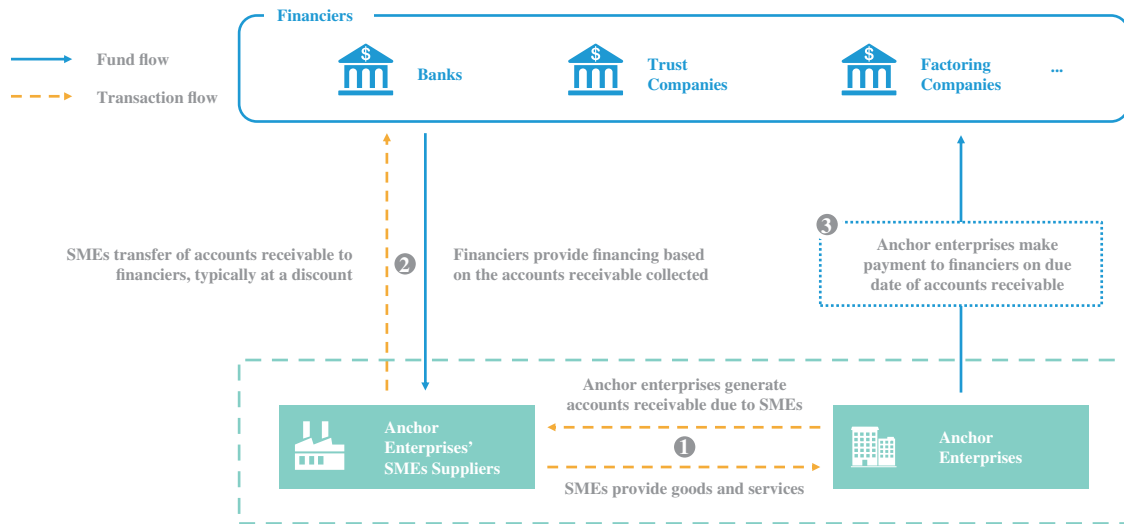 Financiers
Fund flow
Transaction flow
$
Banks
$
Trust
Companies
$
Factoring
Companies
...
SMEs transfer of accounts receivable to
financiers, typically at a discount
2
Financiers provide financing based
on the accounts receivable collected
3
Anchor enterprises make
payment to financiers on due
date of accounts receivable
Anchor enterprises generate
accounts receivable due to SMEs
Anchor
Enterprises’
SMEs Suppliers
1
Anchor
Enterprises
SMEs provide goods and services